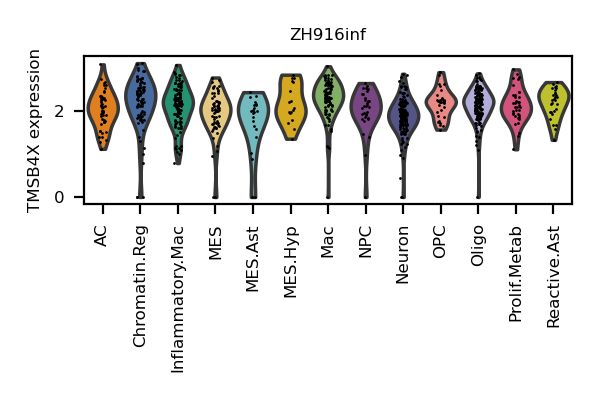 ZH916inf
TMSB4X expression
2
0
AC
Chromatin.Reg
Inflammatory.Mac
MES
MES.Ast
MES.Hyp
Mac
NPC
Neuron
OPC
Oligo
Prolif.Metab
Reactive.Ast